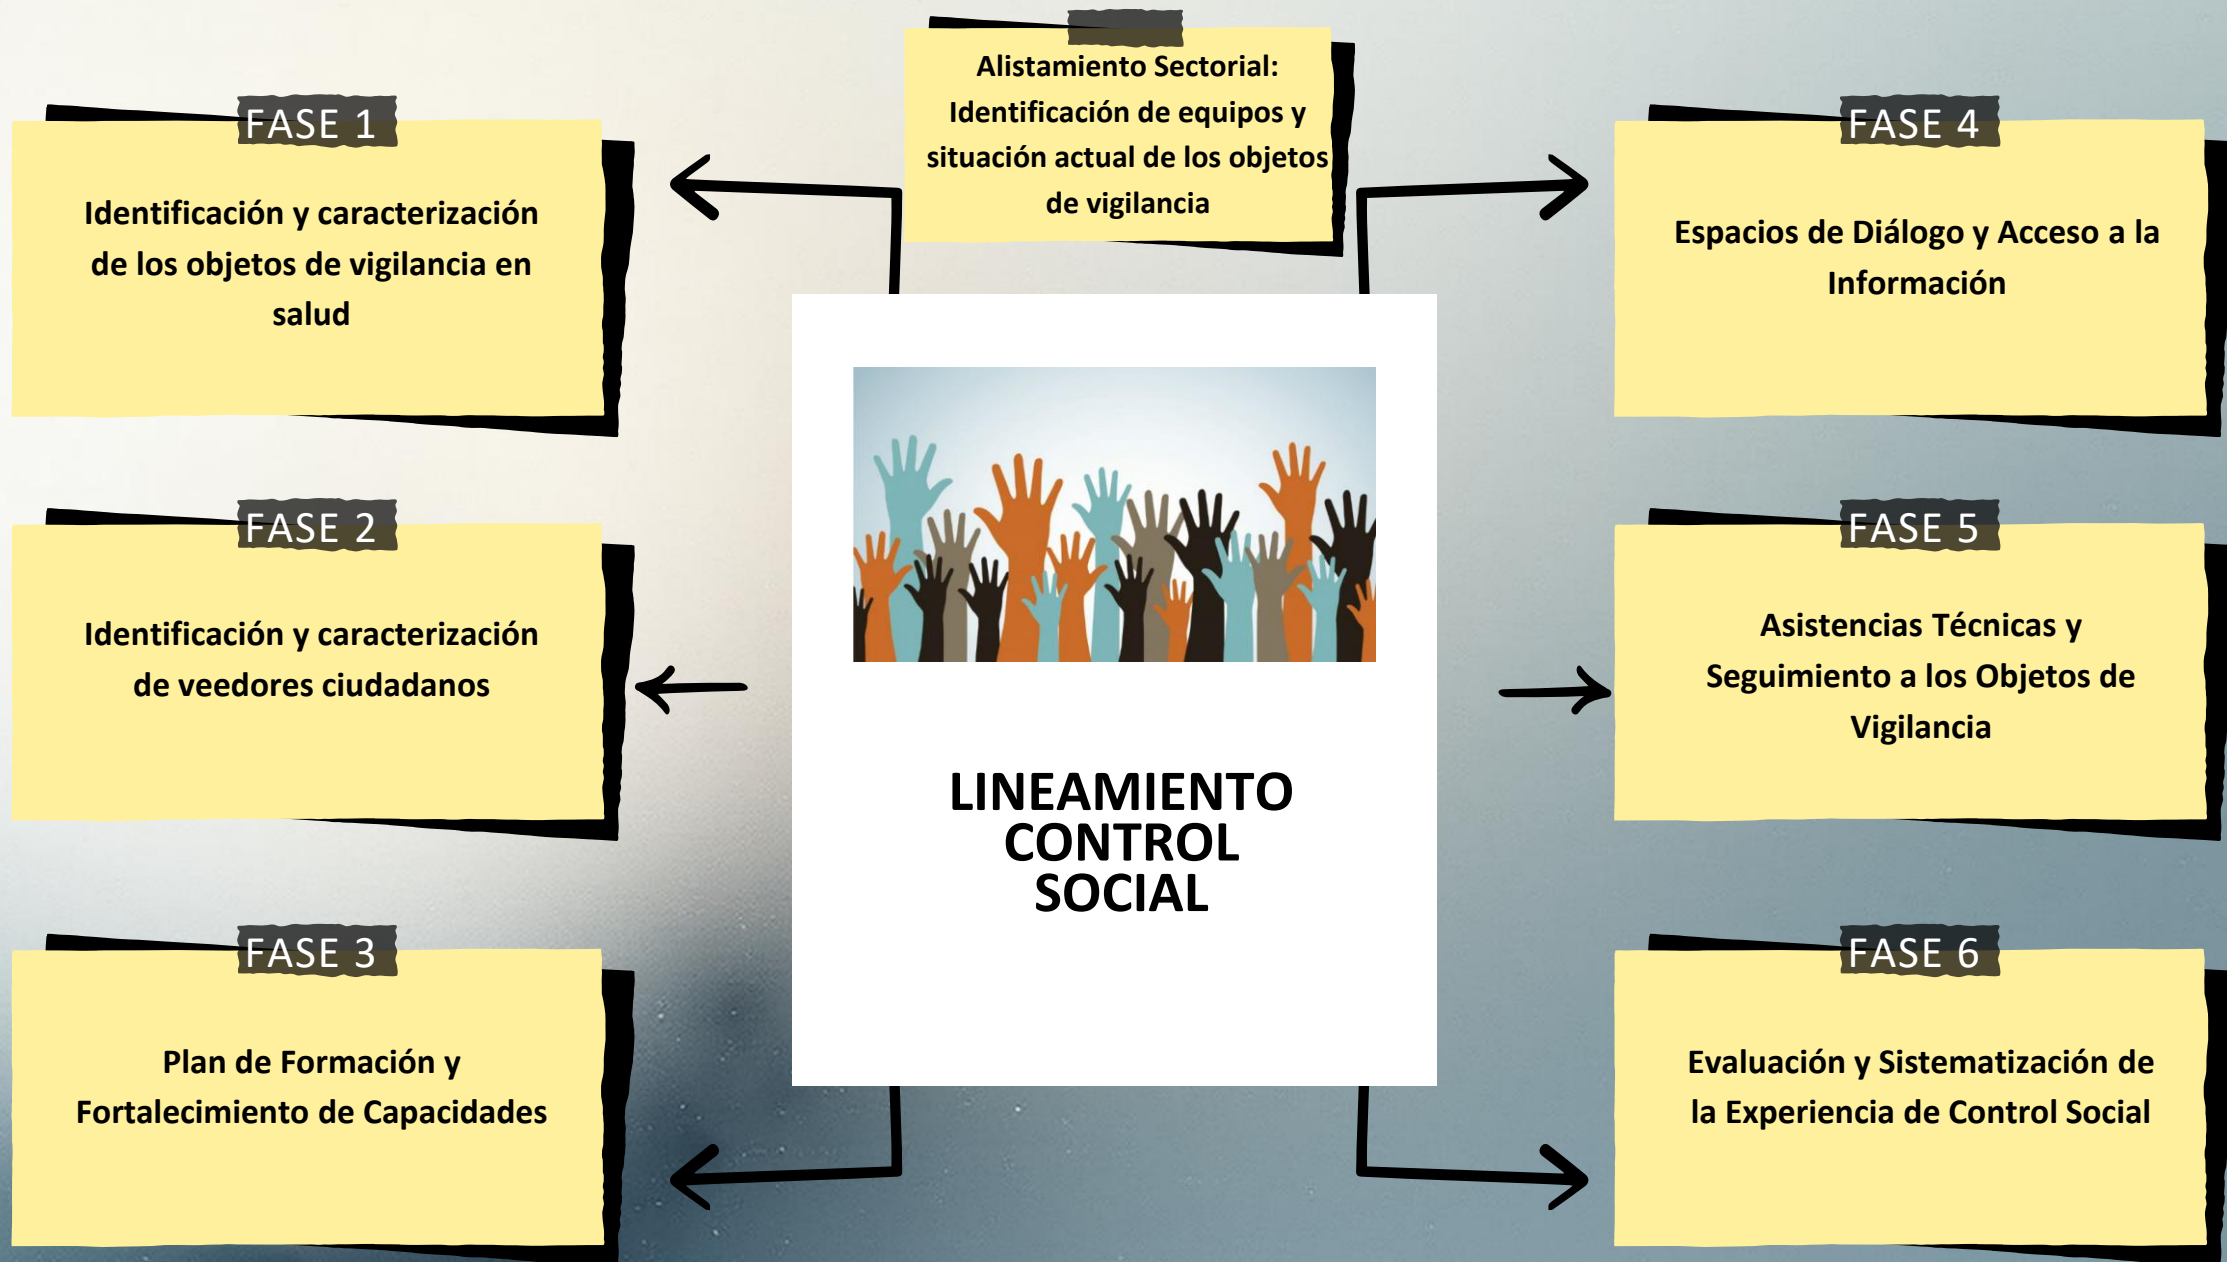 Alistamiento Sectorial:
Identificación de equipos y
situación actual de los objetos
de vigilancia
FASE 1
Identificación y caracterización
de los objetos de vigilancia en
salud
FASE 2
Identificación y caracterización
de veedores ciudadanos
FASE 3
Plan de Formación y
Fortalecimiento de Capacidades
LINEAMIENTO
CONTROL
SOCIAL
FASE 4
Espacios de Diálogo y Acceso a la
Información
FASE 5
Asistencias Técnicas y
Seguimiento a los Objetos de
Vigilancia
FASE 6
Evaluación y Sistematización de
la Experiencia de Control Social